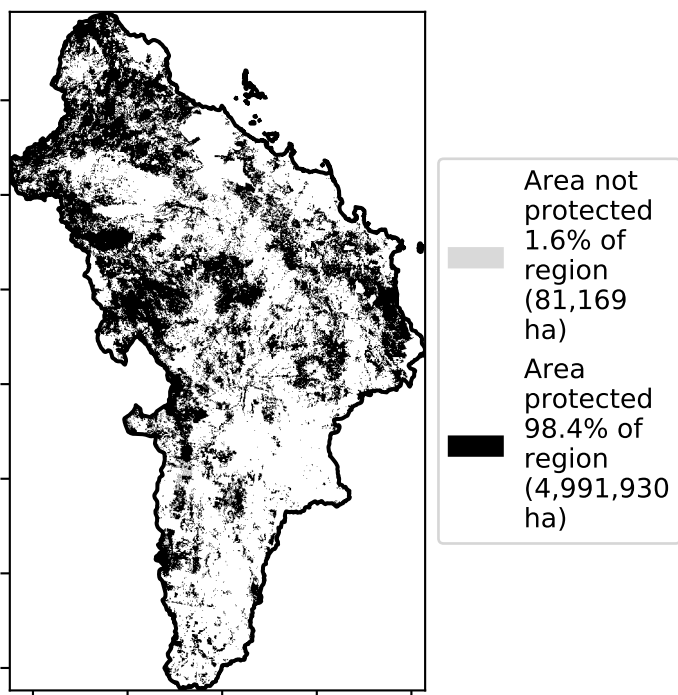 Area not
protected
1.6% of
region
(81,169
ha)
Area
protected
98.4% of
region
(4,991,930
ha)